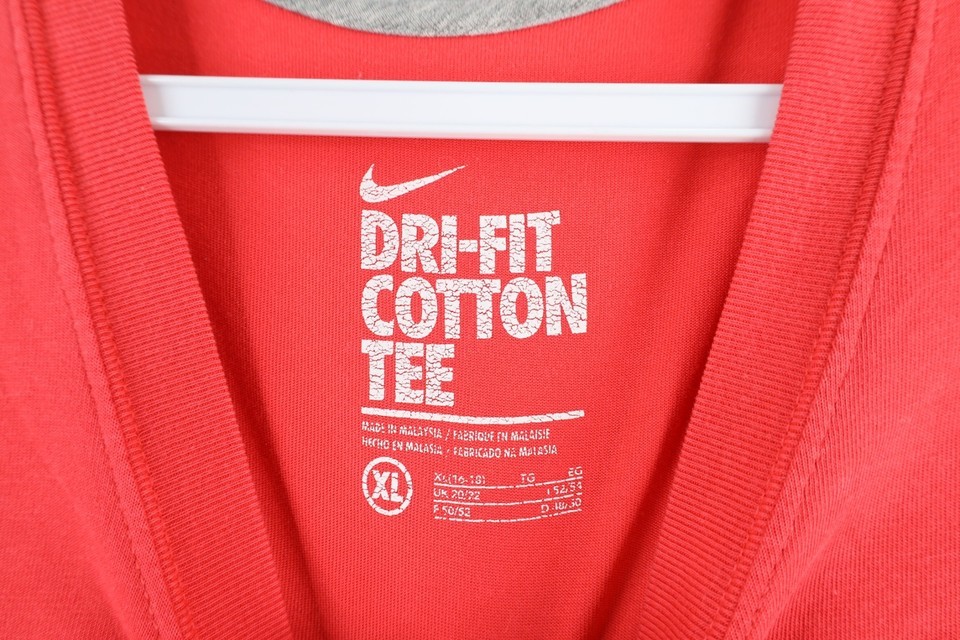 DRI-FIT
COTTON
TEE
MADE IN MALAYSIA / FABRIQUE EN MALAISIE
HECHO EN MALASIA / FABRICADO NA MALASIA
XL
XL(16-18) TG EG
UK 20/22 I 52/54
F 50/52 D 48/50